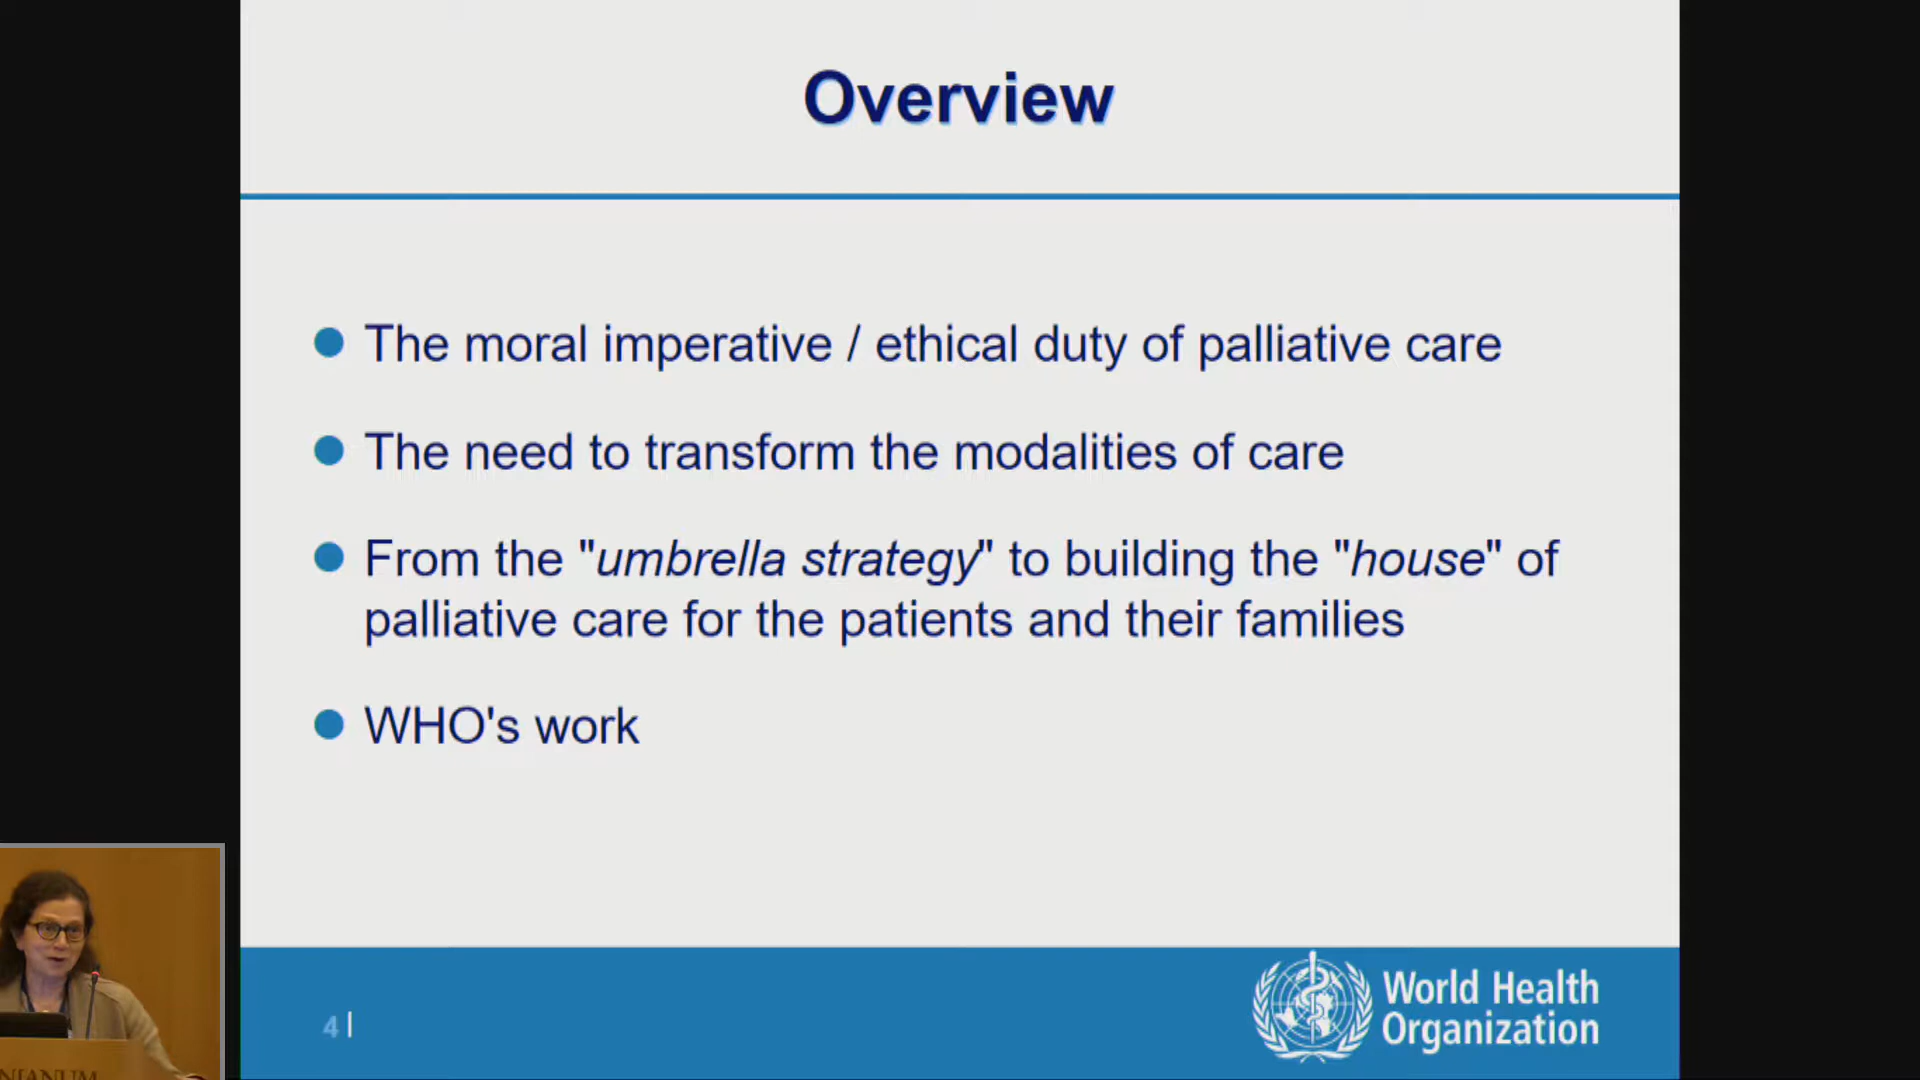 Overview
The moral imperative / ethical duty of palliative care
The need to transform the modalities of care
From the "umbrella strategy" to building the "house" of
palliative care for the patients and their families
WHO's work
4 |
World Health
Organization